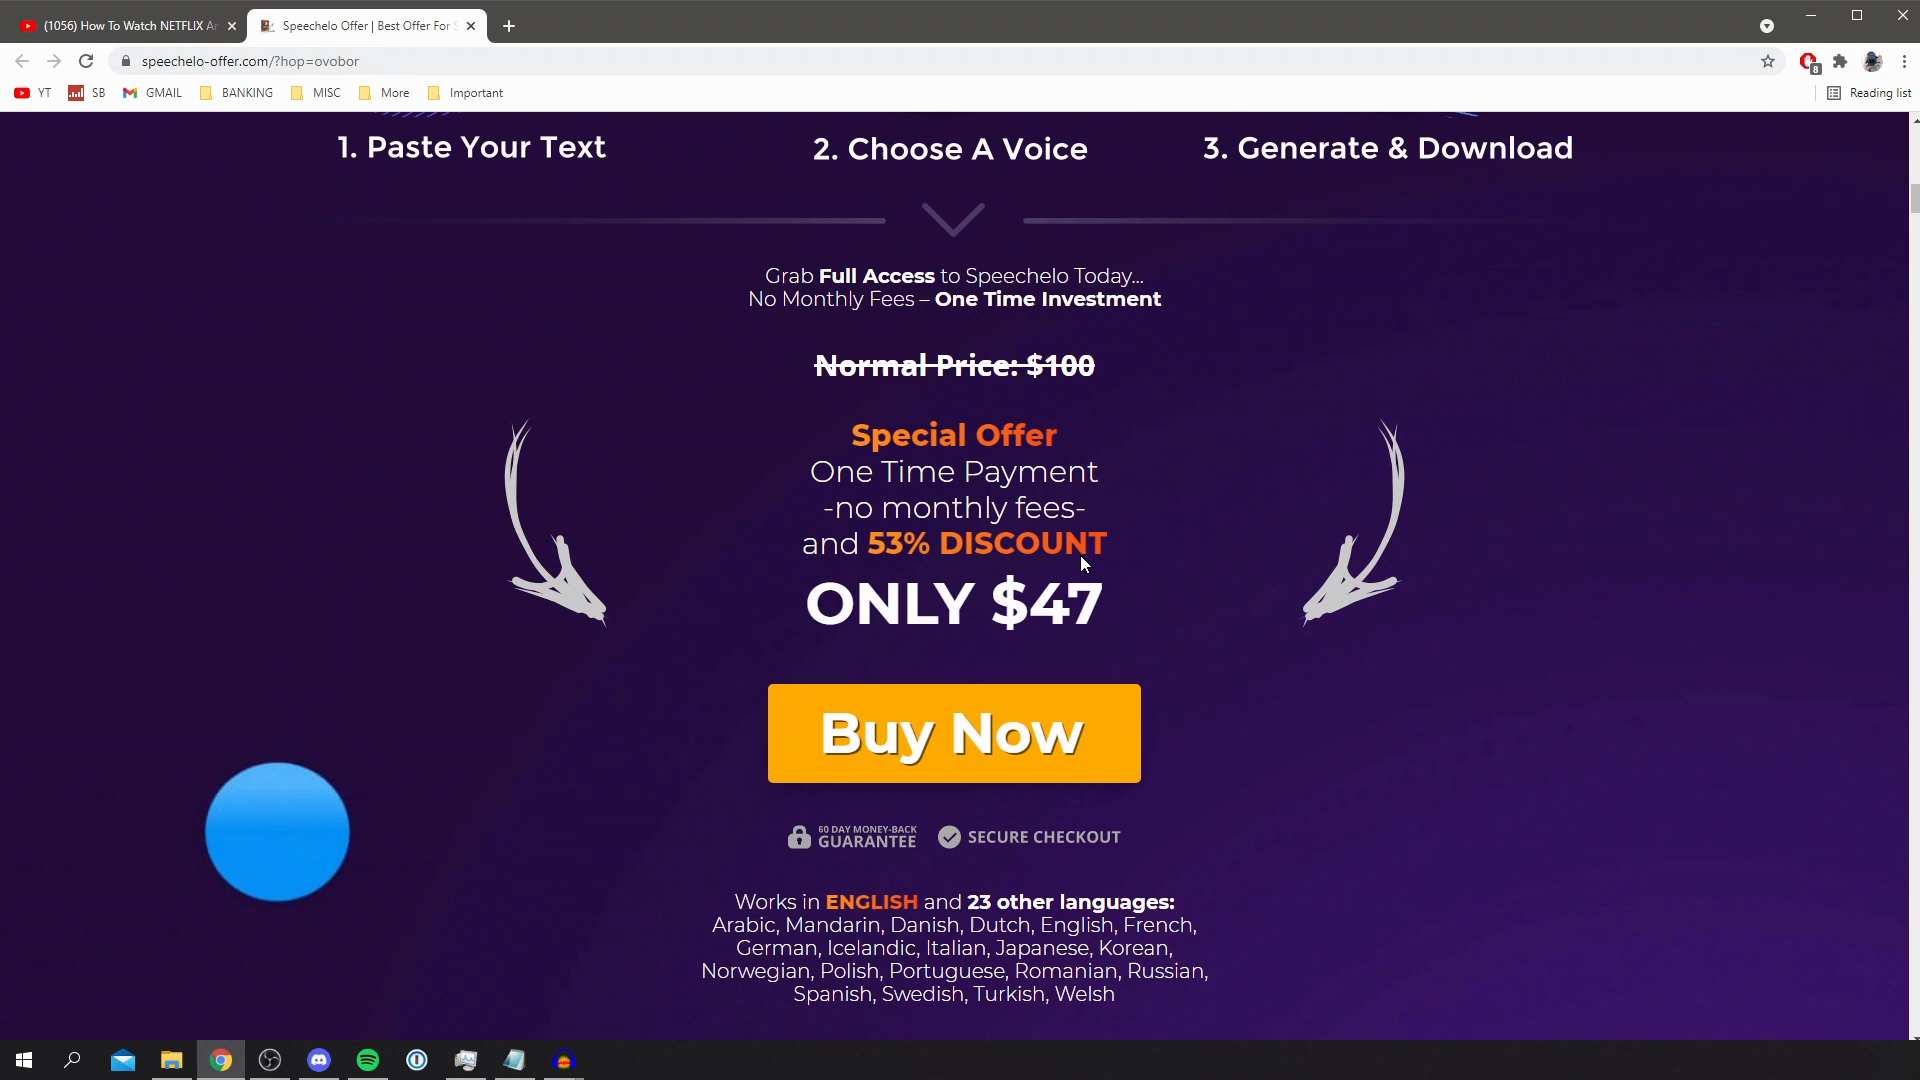 (1056) How To Watch NETFLIX Ar
Speechelo Offer | Best Offer For S
speechelo-offer.com/?hop=ovobor
8
YT
SB
GMAIL
BANKING
MISC
More
Important
Reading list
1. Paste Your Text
2. Choose A Voice
3. Generate & Download
Grab Full Access to Speechelo Today...
No Monthly Fees – One Time Investment
Normal Price: $100
Special Offer
One Time Payment
-no monthly fees-
and 53% DISCOUNT
ONLY $47
Buy Now
60 DAY MONEY-BACK
GUARANTEE
SECURE CHECKOUT
Works in ENGLISH and 23 other languages:
Arabic, Mandarin, Danish, Dutch, English, French,
German, Icelandic, Italian, Japanese, Korean,
Norwegian, Polish, Portuguese, Romanian, Russian,
Spanish, Swedish, Turkish, Welsh